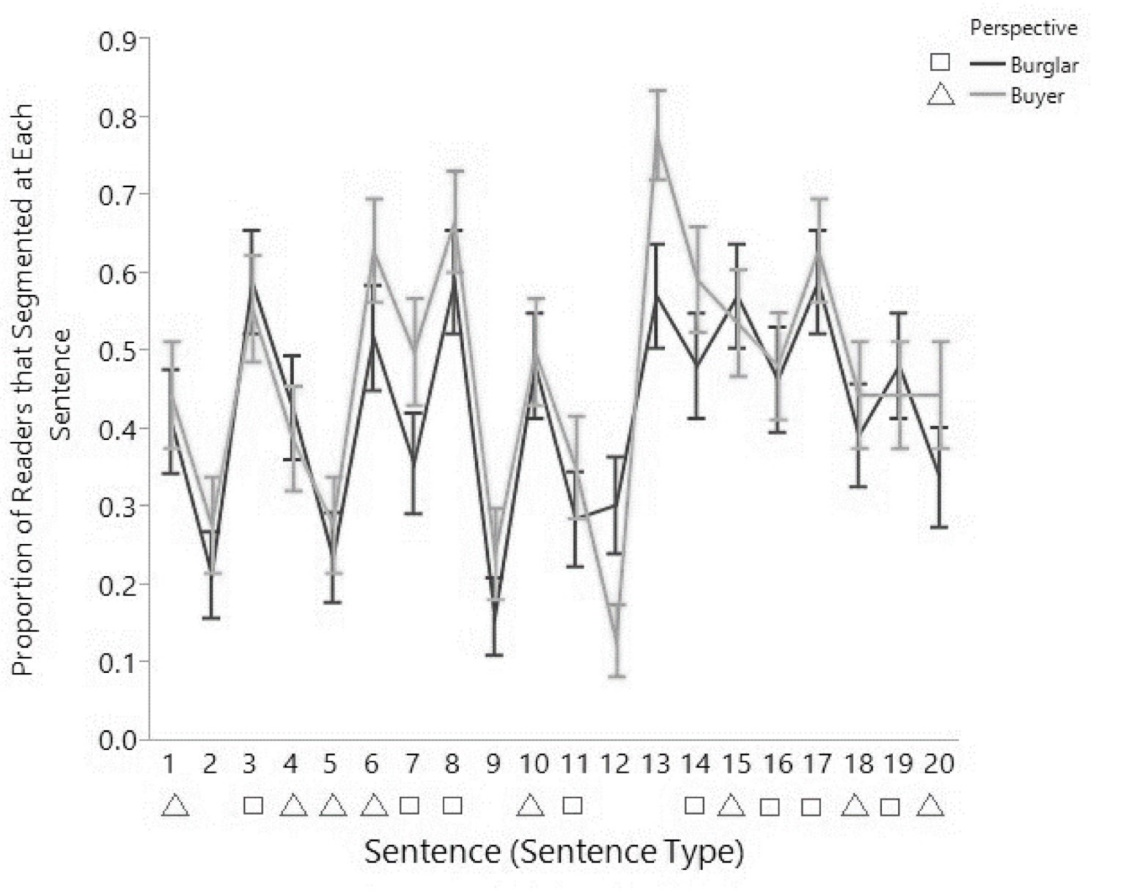 Perspective
Burglar
Buyer
Proportion of Readers that Segmented at Each
Sentence
0.9
0.8
0.7
0.6
0.5
0.4
0.3
0.2
0.1
0.0
1 2 3 4 5 6 7 8 9 10 11 12 13 14 15 16 17 18 19 20
Sentence (Sentence Type)